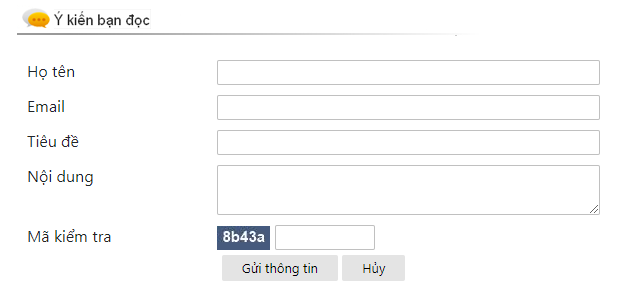 Ý kiến bạn đọc
Họ tên
Email
Tiêu đề
Nội dung
Mã kiểm tra 8b43a
Gửi thông tin Hủy